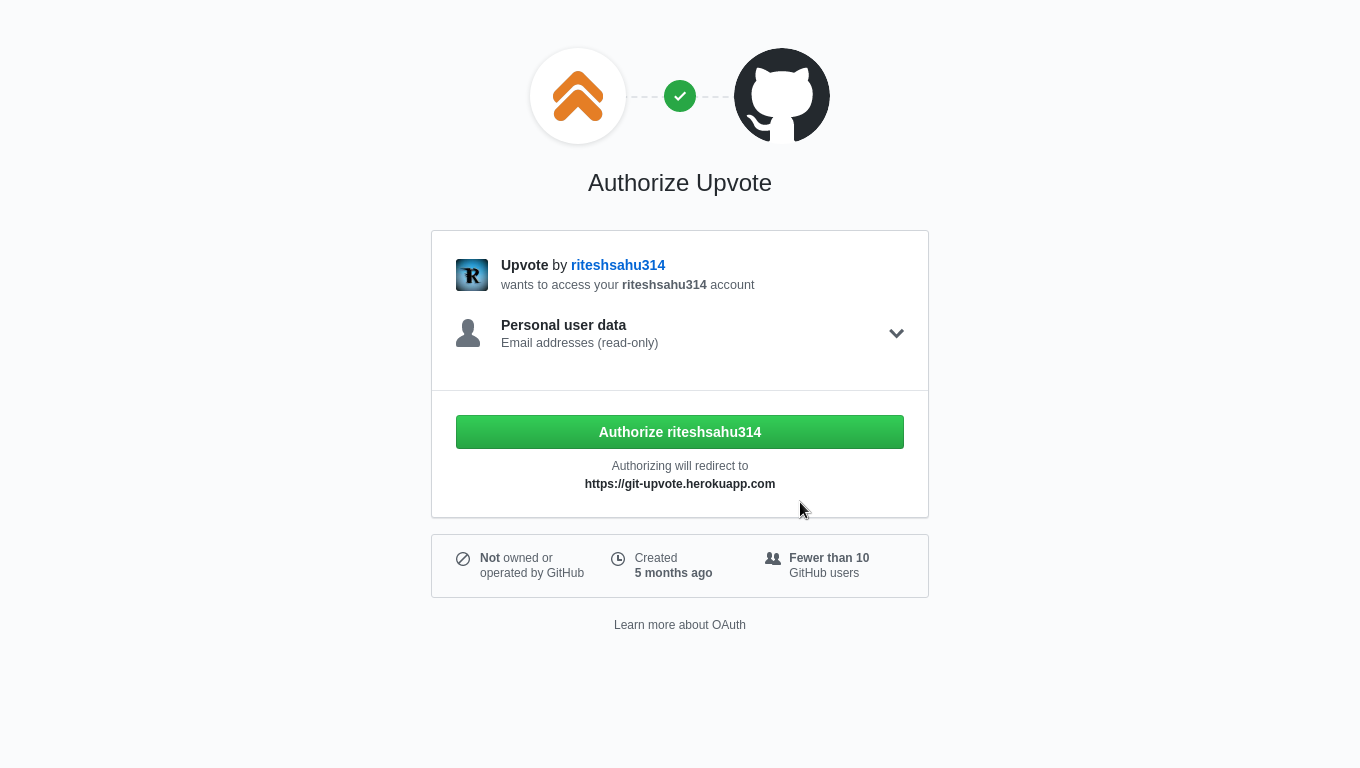 Authorize Upvote
Upvote by riteshsahu314
wants to access your riteshsahu314 account
Personal user data
Email addresses (read-only)
Authorize riteshsahu314
Authorizing will redirect to
https://git-upvote.herokuapp.com
Not owned or
operated by GitHub
Created
5 months ago
Fewer than 10
GitHub users
Learn more about OAuth